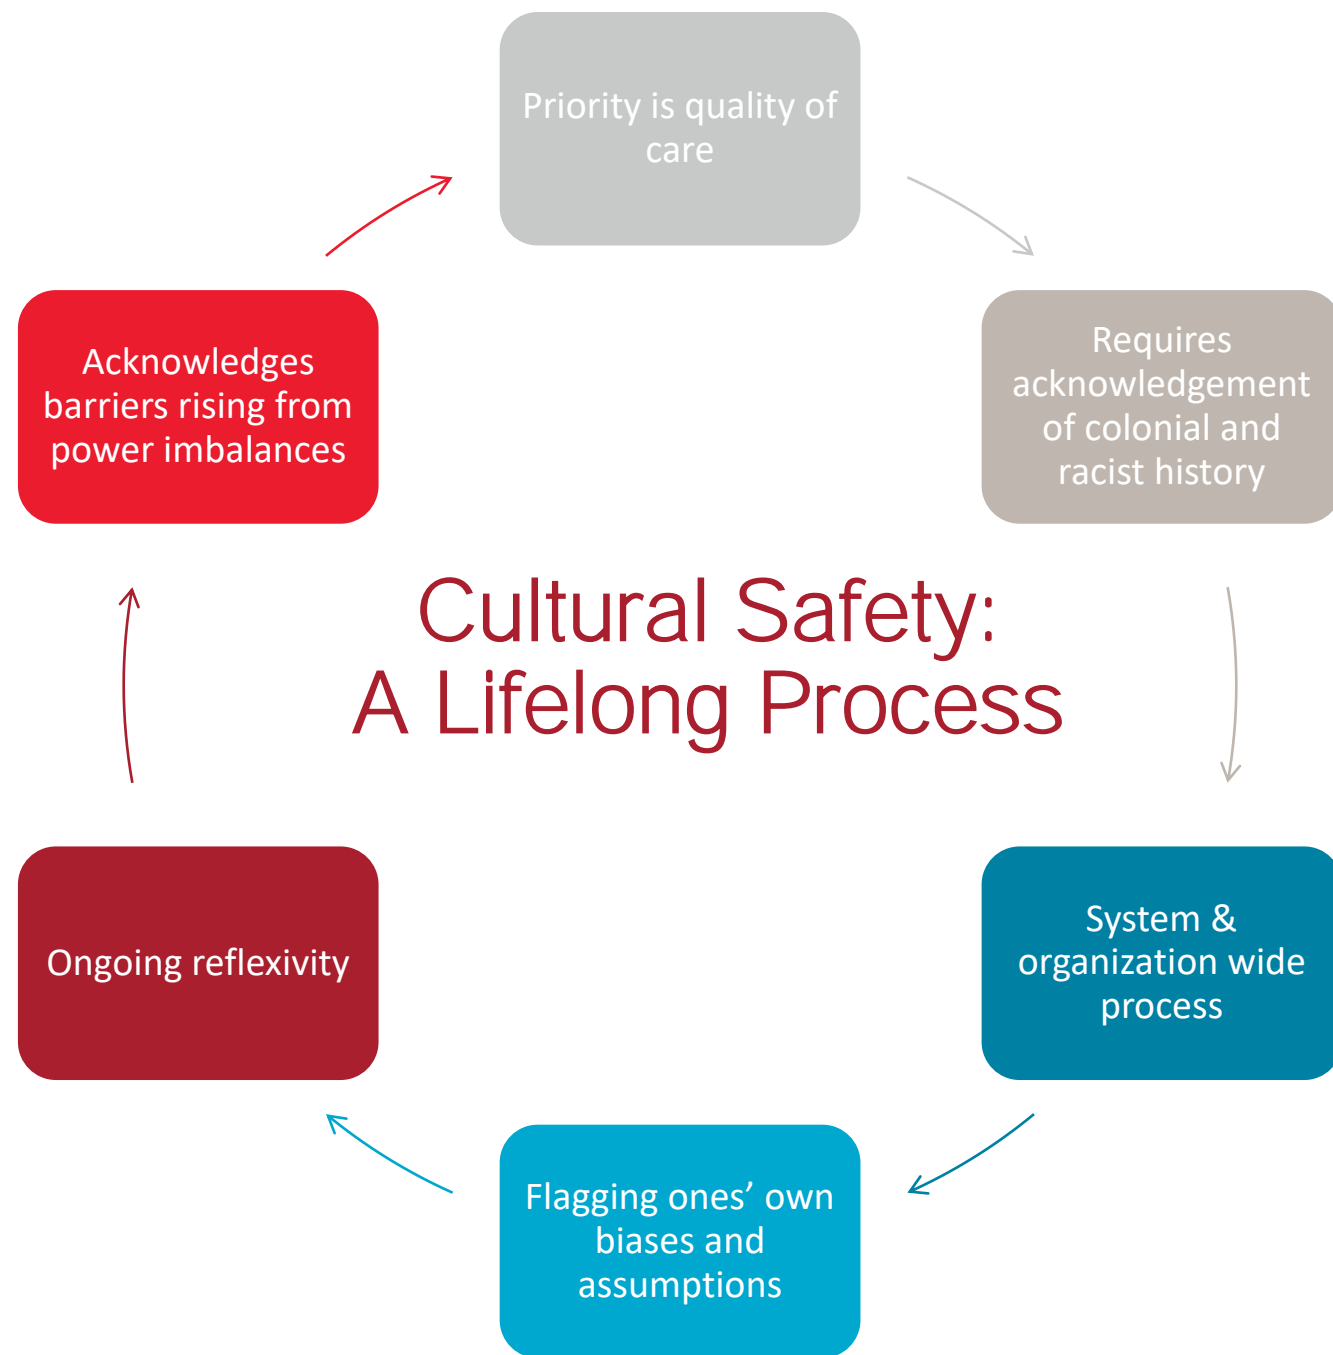 Priority is quality of
care
Requires
acknowledgement
of colonial and
racist history
System &
organization wide
process
Flagging ones’ own
biases and
assumptions
Ongoing reflexivity
Acknowledges
barriers rising from
power imbalances
Cultural Safety:
A Lifelong Process